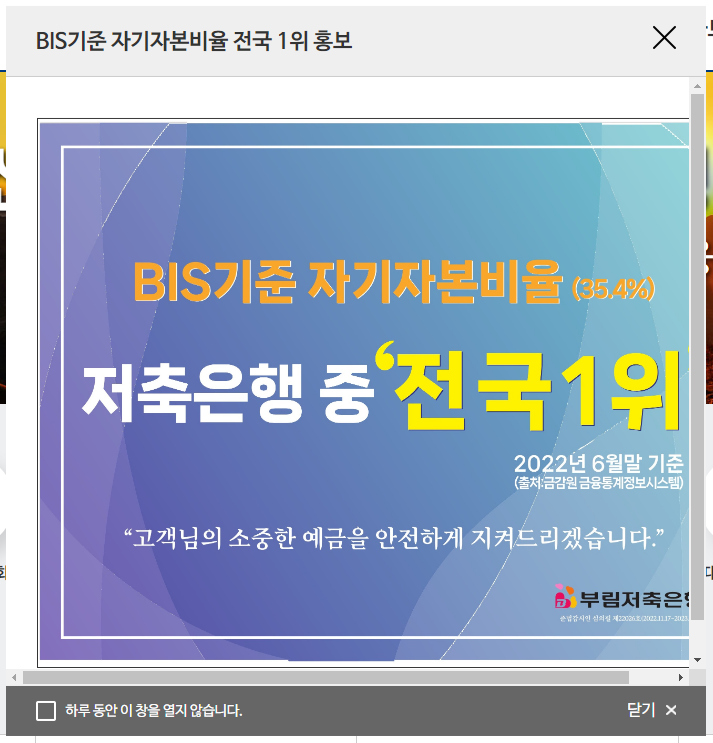 BIS기준 자기자본비율 전국 1위 홍보
BIS기준 자기자본비율 (35.4%)
저축은행 중 ‘전국1위’
2022년 6월말 기준
(출처:금감원 금융통계정보시스템)
“고객님의 소중한 예금을 안전하게 지켜드리겠습니다.”
부림저축은행
하루 동안 이 창을 열지 않습니다.
닫기 ×